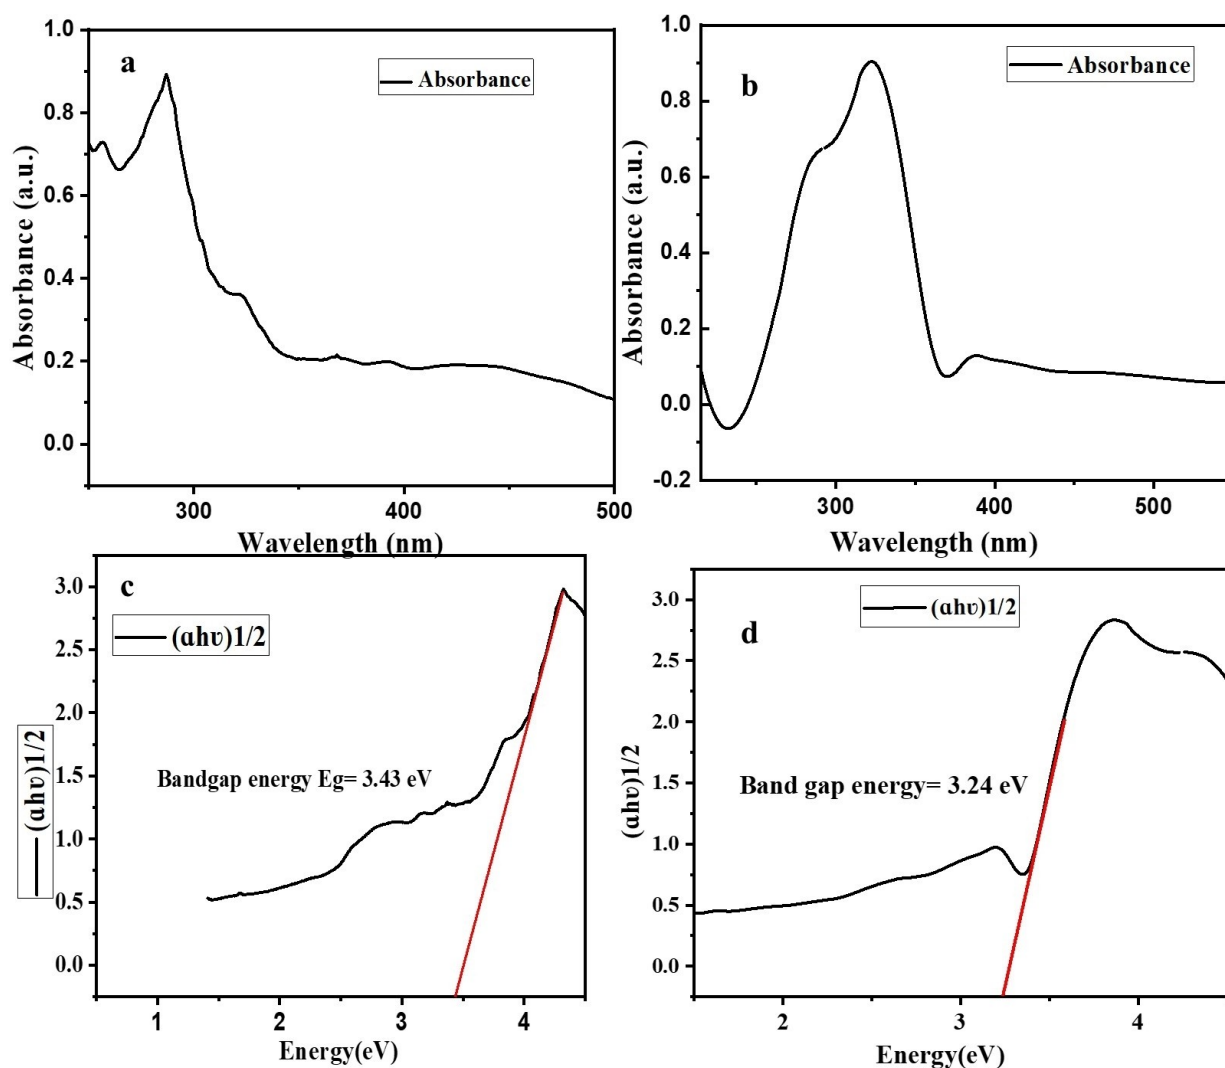 a
Absorbance
Absorbance (a.u.)
1.0
0.8
0.6
0.4
0.2
0.0
300
400
500
Wavelength (nm)
b
Absorbance
Absorbance (a.u.)
1.0
0.8
0.6
0.4
0.2
0.0
-0.2
300
400
500
Wavelength (nm)
c
(αhυ)1/2
(αhυ)1/2
3.0
2.5
2.0
1.5
1.0
0.5
0.0
Bandgap energy Eg= 3.43 eV
1
2
3
4
Energy(eV)
d
(αhυ)1/2
(αhυ)1/2
3.0
2.5
2.0
1.5
1.0
0.5
0.0
Band gap energy= 3.24 eV
2
3
4
Energy(eV)